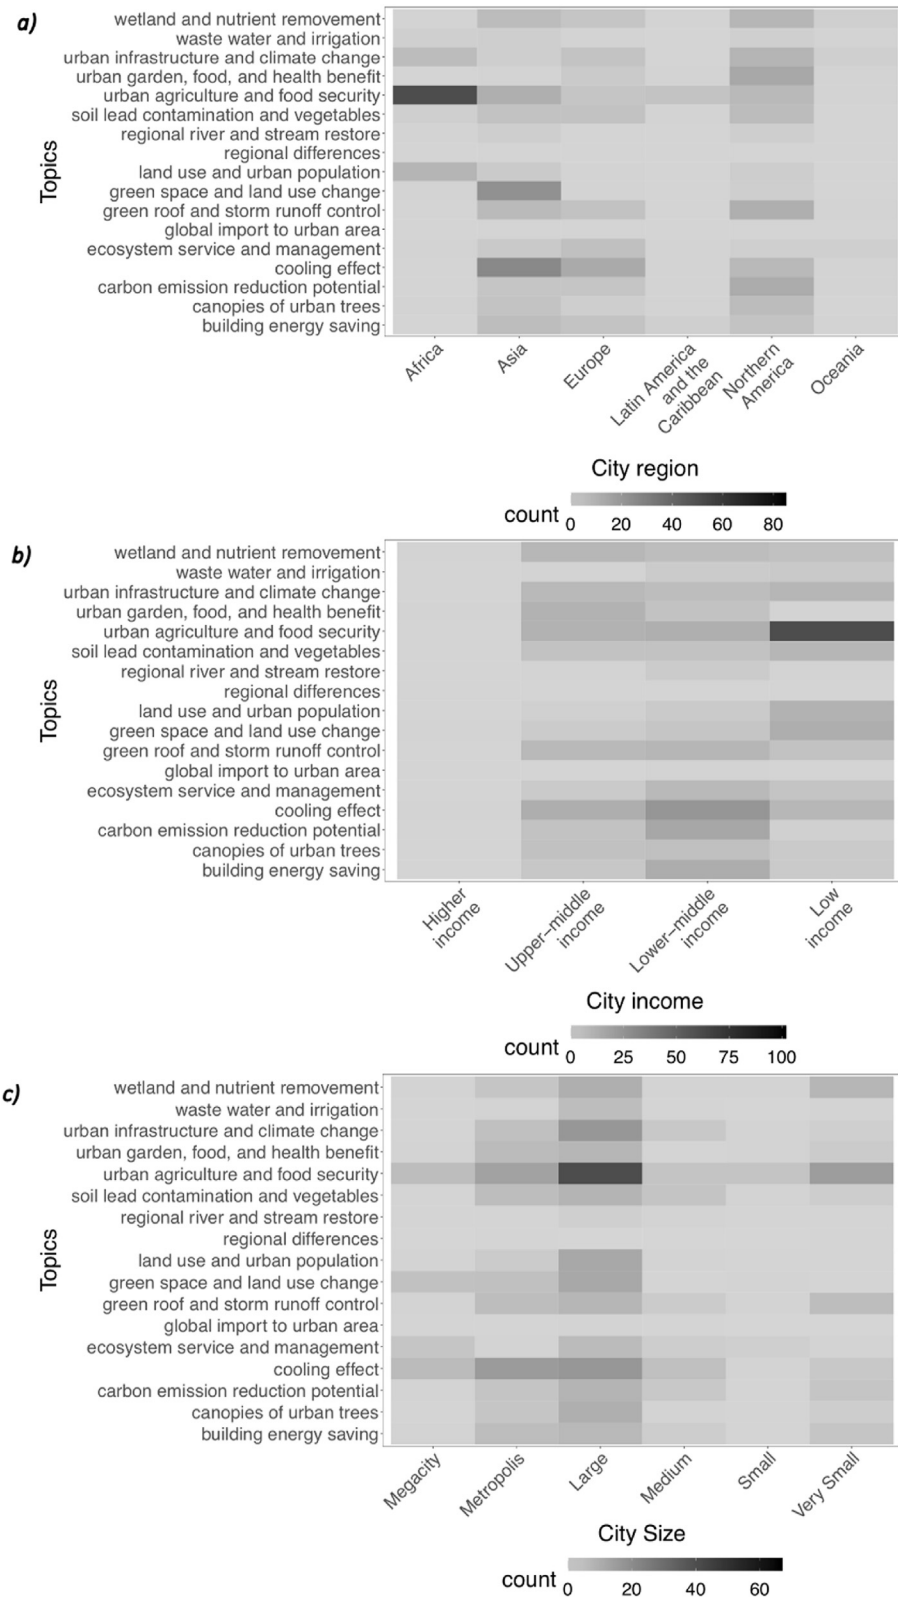 a)
Topics
wetland and nutrient removement
waste water and irrigation
urban infrastructure and climate change
urban garden, food, and health benefit
urban agriculture and food security
soil lead contamination and vegetables
regional river and stream restore
regional differences
land use and urban population
green space and land use change
green roof and storm runoff control
global import to urban area
ecosystem service and management
cooling effect
carbon emission reduction potential
canopies of urban trees
building energy saving
Africa
Asia
Europe
Latin America
and the
Caribbean
Northern
America
Oceania
City region
count 0 20 40 60 80
b)
Topics
wetland and nutrient removement
waste water and irrigation
urban infrastructure and climate change
urban garden, food, and health benefit
urban agriculture and food security
soil lead contamination and vegetables
regional river and stream restore
regional differences
land use and urban population
green space and land use change
green roof and storm runoff control
global import to urban area
ecosystem service and management
cooling effect
carbon emission reduction potential
canopies of urban trees
building energy saving
Higher
income
Upper−middle
income
Lower−middle
income
Low
income
City income
count 0 25 50 75 100
c)
Topics
wetland and nutrient removement
waste water and irrigation
urban infrastructure and climate change
urban garden, food, and health benefit
urban agriculture and food security
soil lead contamination and vegetables
regional river and stream restore
regional differences
land use and urban population
green space and land use change
green roof and storm runoff control
global import to urban area
ecosystem service and management
cooling effect
carbon emission reduction potential
canopies of urban trees
building energy saving
Megacity
Metropolis
Large
Medium
Small
Very Small
City Size
count 0 20 40 60